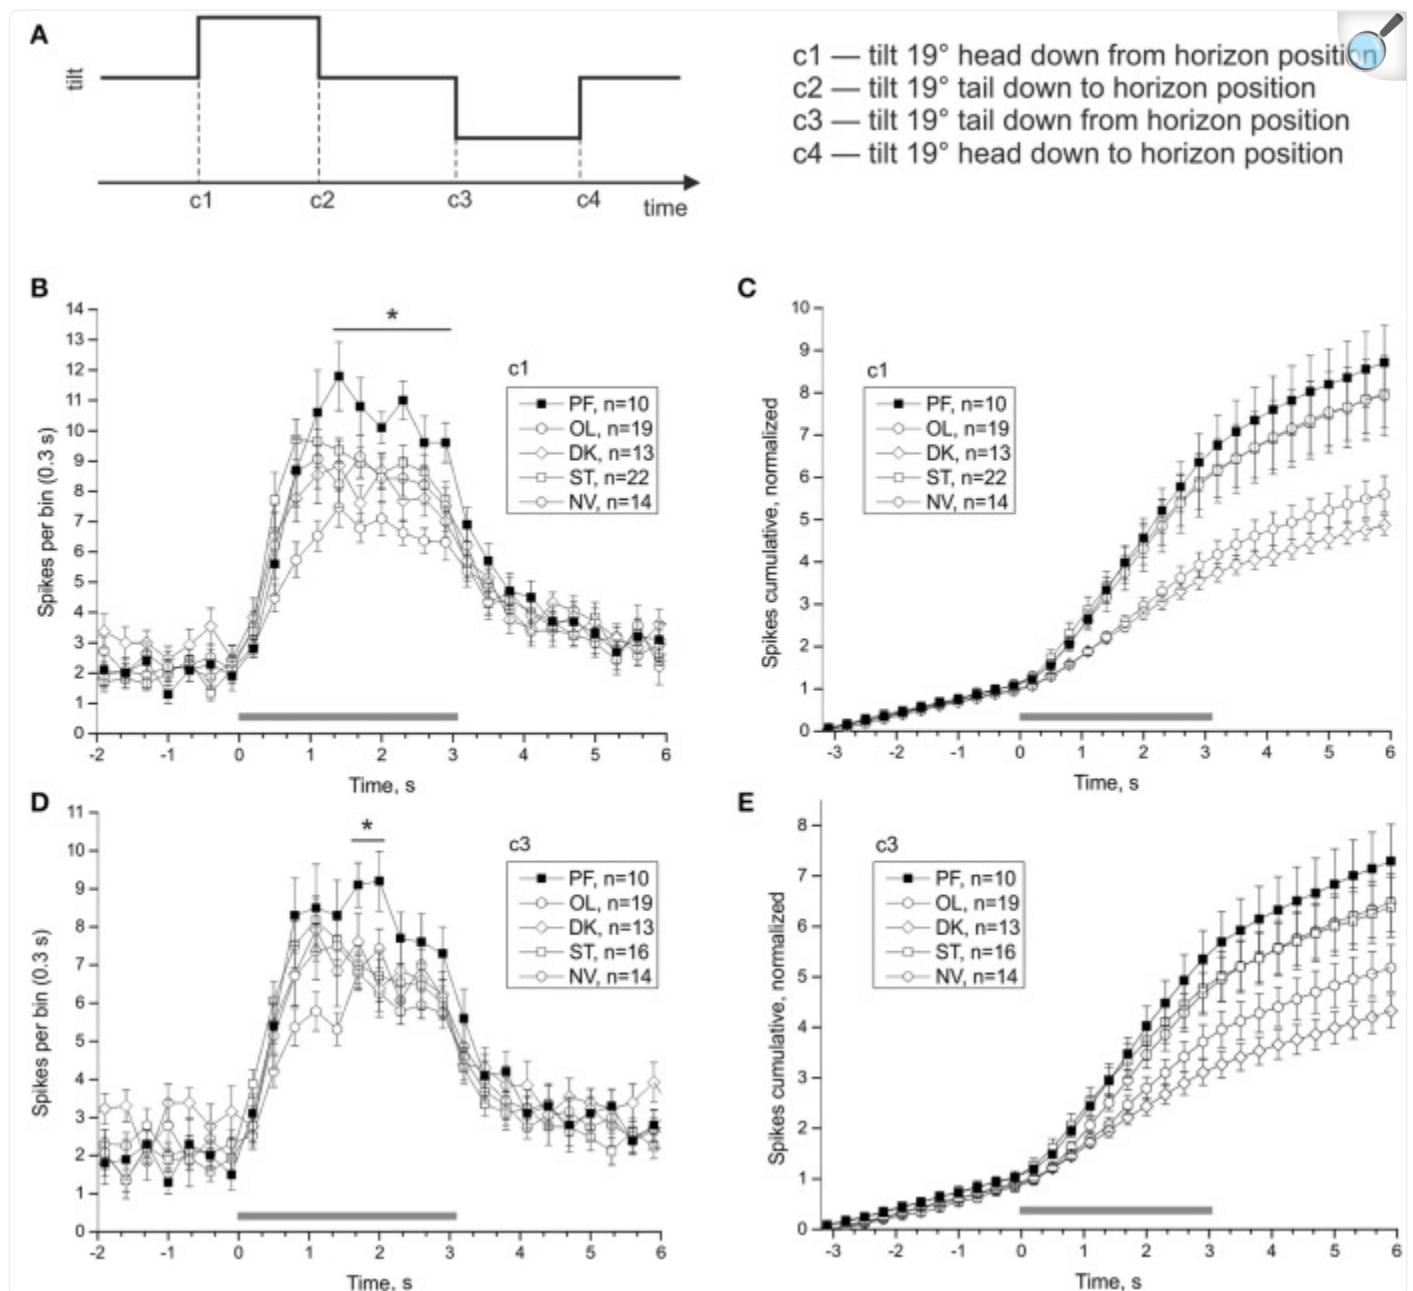 A
tilt
c1
c2
c3
c4
time
c1 — tilt 19° head down from horizon position
c2 — tilt 19° tail down to horizon position
c3 — tilt 19° tail down from horizon position
c4 — tilt 19° head down to horizon position
B
Spikes per bin (0.3 s)
14
13
12
11
10
9
8
7
6
5
4
3
2
1
0
*
c1
PF, n=10
OL, n=19
DK, n=13
ST, n=22
NV, n=14
-2 -1 0 1 2 3 4 5 6
Time, s
C
Spikes cumulative, normalized
10
9
8
7
6
5
4
3
2
1
0
c1
PF, n=10
OL, n=19
DK, n=13
ST, n=22
NV, n=14
-3 -2 -1 0 1 2 3 4 5 6
Time, s
D
Spikes per bin (0.3 s)
11
10
9
8
7
6
5
4
3
2
1
0
*
c3
PF, n=10
OL, n=19
DK, n=13
ST, n=16
NV, n=14
-2 -1 0 1 2 3 4 5 6
Time, s
E
Spikes cumulative, normalized
8
7
6
5
4
3
2
1
0
c3
PF, n=10
OL, n=19
DK, n=13
ST, n=16
NV, n=14
-3 -2 -1 0 1 2 3 4 5 6
Time, s